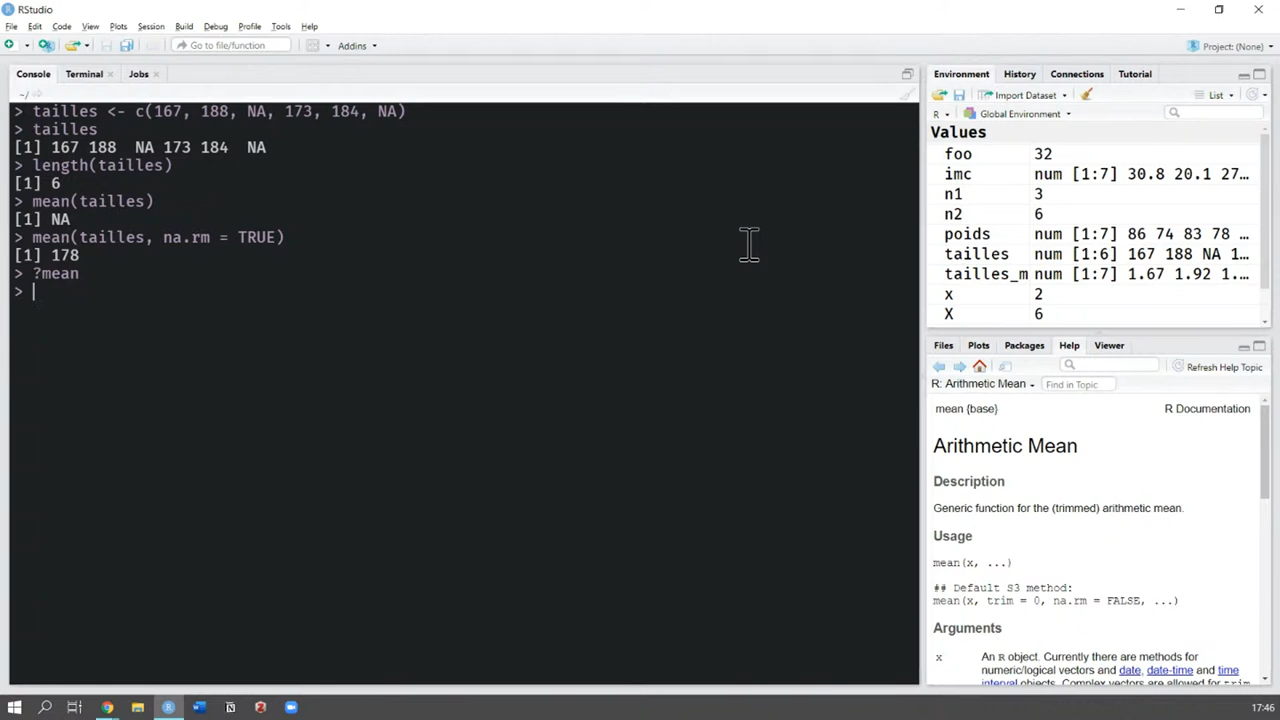 RStudio
File Edit Code View Plots Session Build Debug Profile Tools Help
Go to file/function Addins Project: (None)
Console Terminal Jobs
~/
> tailles <- c(167, 188, NA, 173, 184, NA)
> tailles
[1] 167 188 NA 173 184 NA
> length(tailles)
[1] 6
> mean(tailles)
[1] NA
> mean(tailles, na.rm = TRUE)
[1] 178
> ?mean
>
Environment History Connections Tutorial
Import Dataset List
R Global Environment
Values
foo 32
imc num [1:7] 30.8 20.1 27…
n1 3
n2 6
poids num [1:7] 86 74 83 78 …
tailles num [1:6] 167 188 NA 1…
tailles_m num [1:7] 1.67 1.92 1.…
x 2
X 6
Files Plots Packages Help Viewer
Refresh Help Topic
R: Arithmetic Mean Find in Topic
mean {base} R Documentation
Arithmetic Mean
Description
Generic function for the (trimmed) arithmetic mean.
Usage
mean(x, ...)
## Default S3 method:
mean(x, trim = 0, na.rm = FALSE, ...)
Arguments
x An R object. Currently there are methods for
numeric/logical vectors and date, date-time and time
interval objects. Complex vectors are allowed for trim
17:46